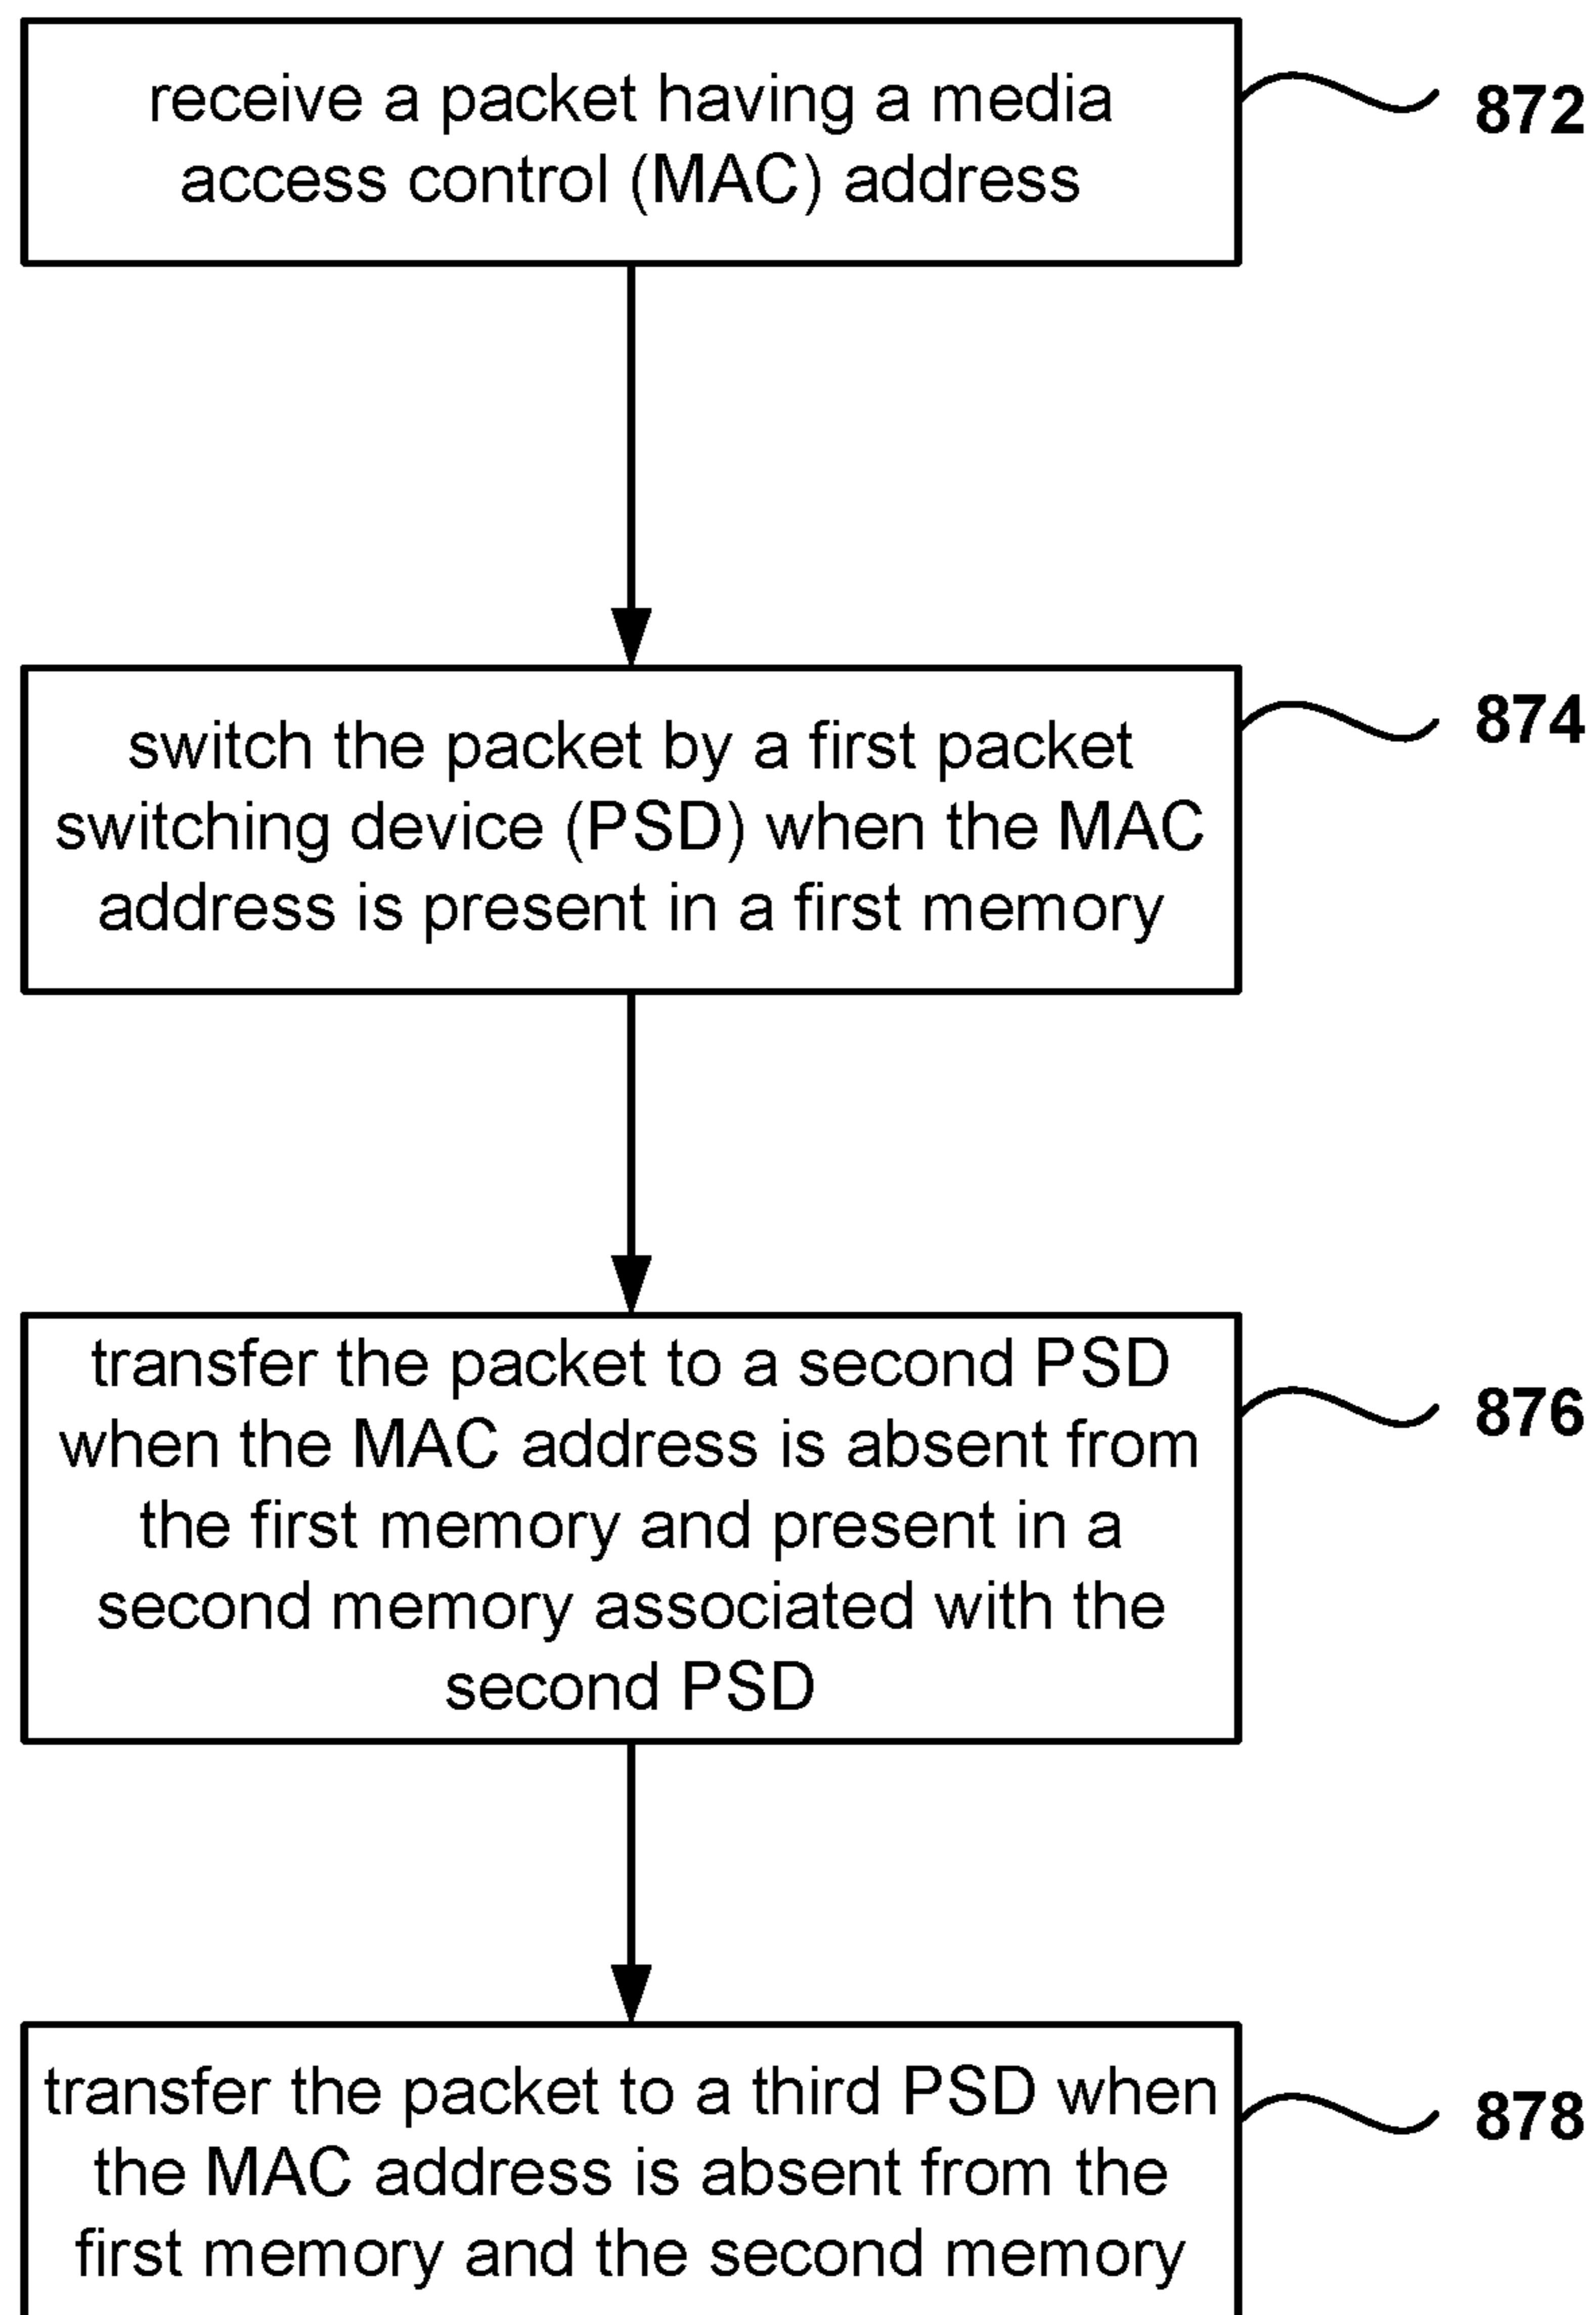 receive a packet having a media
access control (MAC) address
872
switch the packet by a first packet
switching device (PSD) when the MAC
address is present in a first memory
874
transfer the packet to a second PSD
when the MAC address is absent from
the first memory and present in a
second memory associated with the
second PSD
876
transfer the packet to a third PSD when
the MAC address is absent from the
first memory and the second memory
878